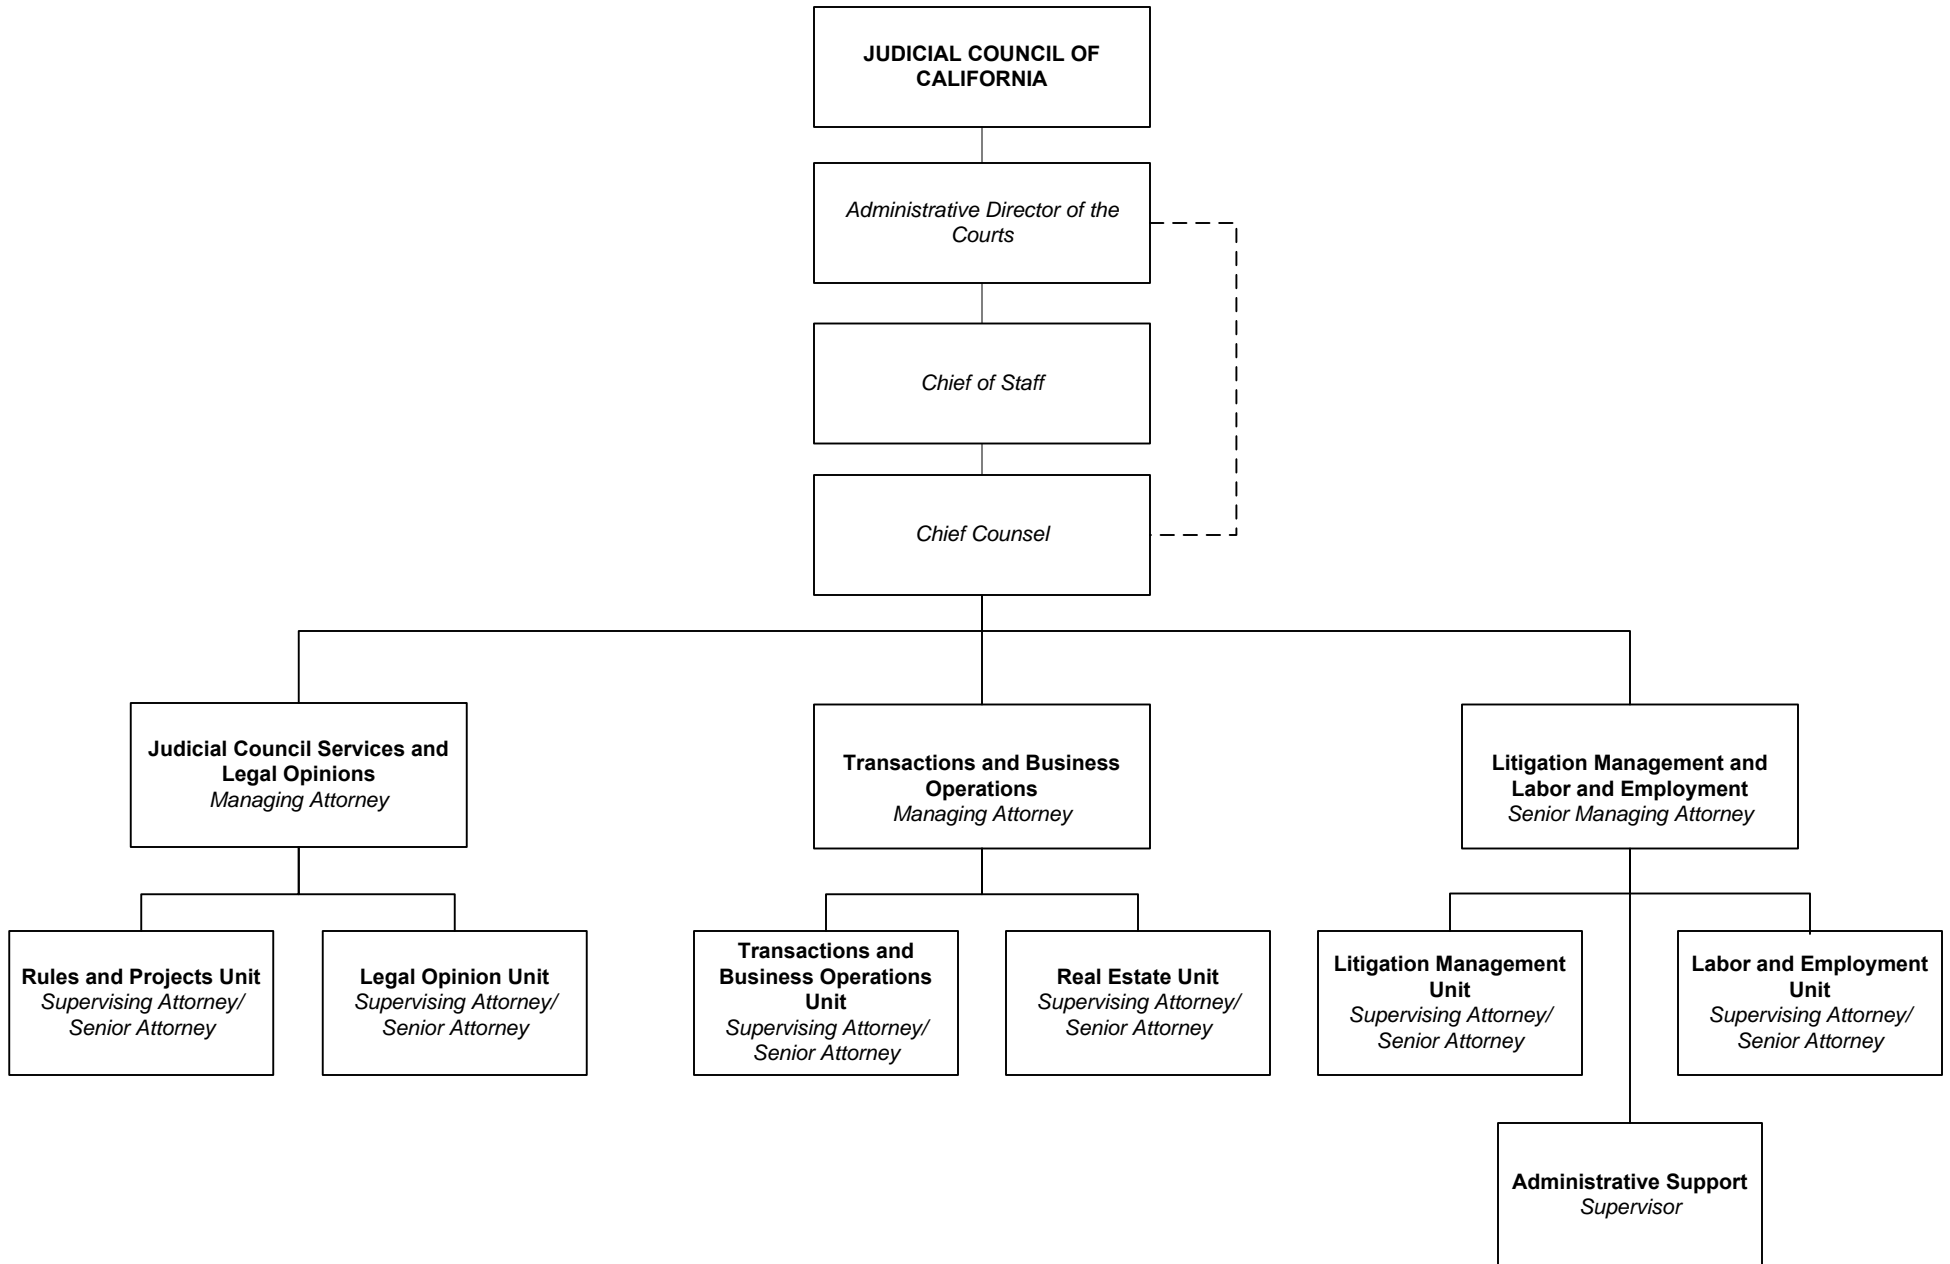 JUDICIAL COUNCIL OF
CALIFORNIA
Administrative Director of the
Courts
Chief of Staff
Chief Counsel
Judicial Council Services and
Legal Opinions
Managing Attorney
Transactions and Business
Operations
Managing Attorney
Litigation Management and
Labor and Employment
Senior Managing Attorney
Rules and Projects Unit
Supervising Attorney/
Senior Attorney
Legal Opinion Unit
Supervising Attorney/
Senior Attorney
Transactions and
Business Operations
Unit
Supervising Attorney/
Senior Attorney
Real Estate Unit
Supervising Attorney/
Senior Attorney
Litigation Management
Unit
Supervising Attorney/
Senior Attorney
Labor and Employment
Unit
Supervising Attorney/
Senior Attorney
Administrative Support
Supervisor